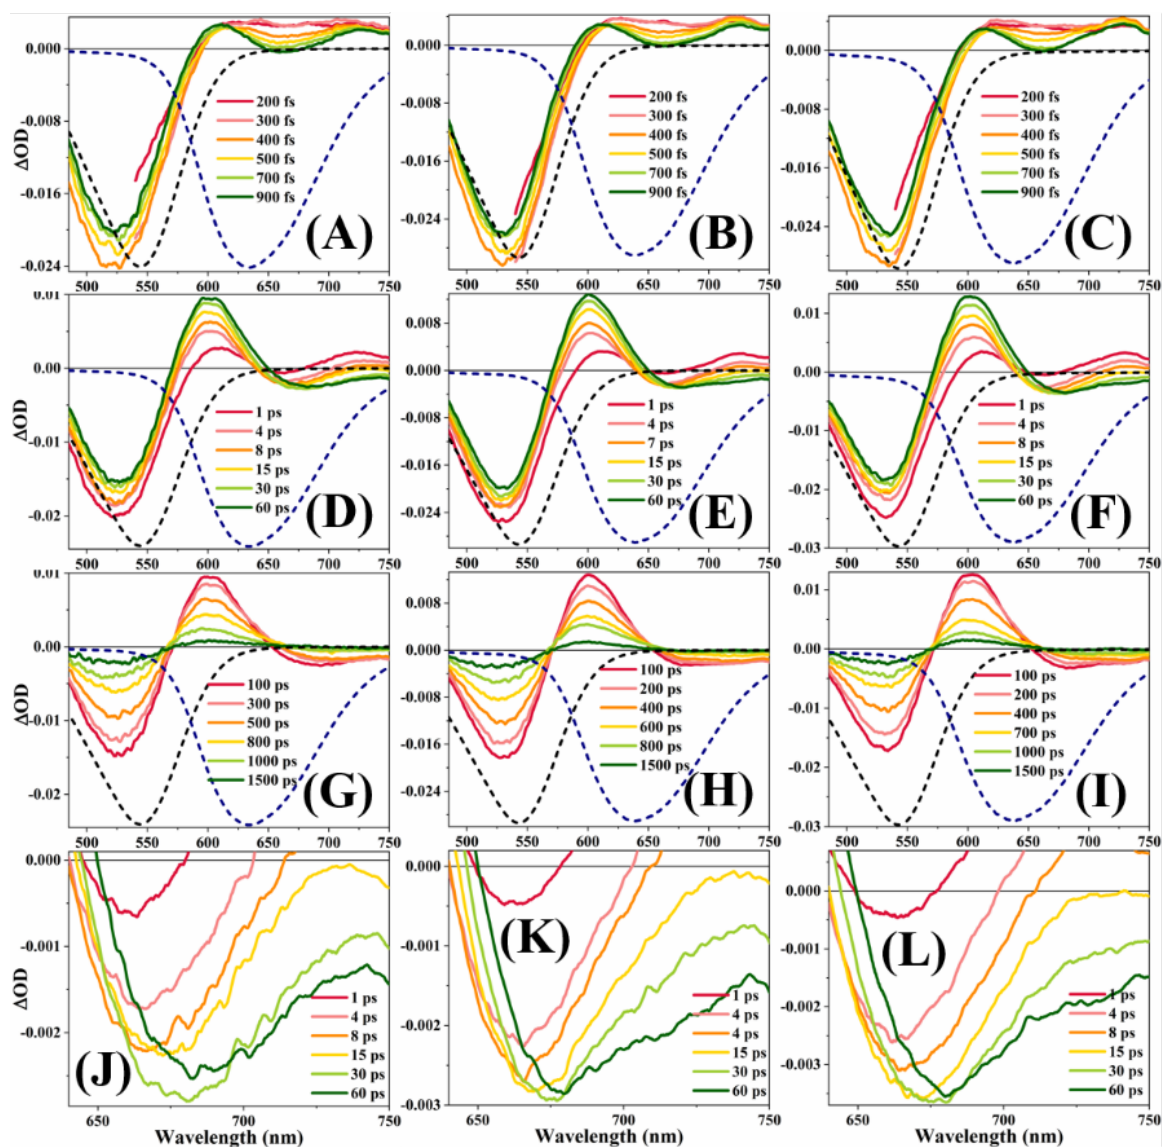 ΔOD
0.000
-0.008
-0.016
-0.024
200 fs
300 fs
400 fs
500 fs
700 fs
900 fs
(A)
500 550 600 650 700 750
0.000
-0.008
-0.016
-0.024
200 fs
300 fs
400 fs
500 fs
700 fs
900 fs
(B)
500 550 600 650 700 750
0.000
-0.008
-0.016
-0.024
200 fs
300 fs
400 fs
500 fs
700 fs
900 fs
(C)
500 550 600 650 700 750
ΔOD
0.01
0.00
-0.01
-0.02
1 ps
4 ps
8 ps
15 ps
30 ps
60 ps
(D)
500 550 600 650 700 750
0.008
0.000
-0.008
-0.016
-0.024
1 ps
4 ps
7 ps
15 ps
30 ps
60 ps
(E)
500 550 600 650 700 750
0.01
0.00
-0.01
-0.02
-0.03
1 ps
4 ps
8 ps
15 ps
30 ps
60 ps
(F)
500 550 600 650 700 750
ΔOD
0.01
0.00
-0.01
-0.02
100 ps
300 ps
500 ps
800 ps
1000 ps
1500 ps
(G)
500 550 600 650 700 750
0.008
0.000
-0.008
-0.016
-0.024
100 ps
200 ps
400 ps
600 ps
800 ps
1500 ps
(H)
500 550 600 650 700 750
0.01
0.00
-0.01
-0.02
-0.03
100 ps
200 ps
400 ps
700 ps
1000 ps
1500 ps
(I)
500 550 600 650 700 750
ΔOD
0.000
-0.001
-0.002
1 ps
4 ps
8 ps
15 ps
30 ps
60 ps
(J)
650 700 750
Wavelength (nm)
0.000
-0.001
-0.002
-0.003
(K)
1 ps
4 ps
4 ps
15 ps
30 ps
60 ps
650 700 750
Wavelength (nm)
0.000
-0.001
-0.002
-0.003
(L)
1 ps
4 ps
8 ps
15 ps
30 ps
60 ps
650 700 750
Wavelength (nm)